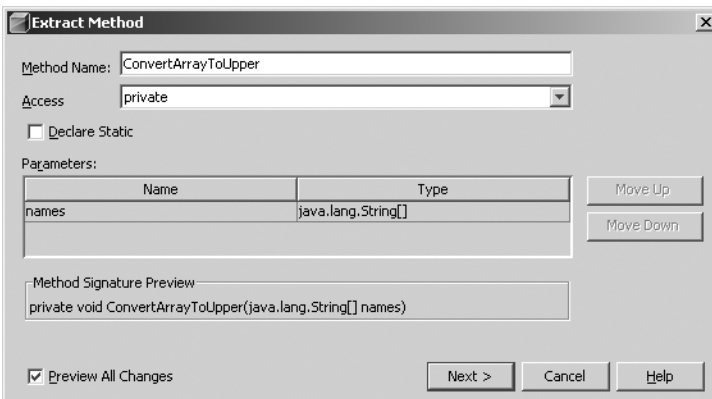 Extract Method
Method Name: ConvertArrayToUpper
Access private
Declare Static
Parameters:
Name Type
names java.lang.String[]
Move Up
Move Down
Method Signature Preview
private void ConvertArrayToUpper(java.lang.String[] names)
Preview All Changes Next > Cancel Help